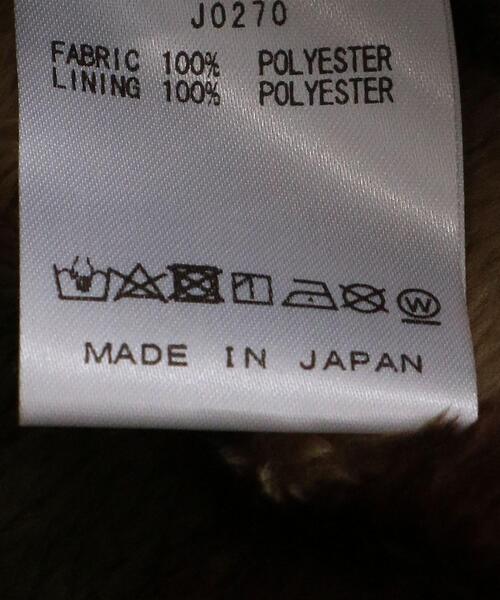 J0270
FABRIC 100% POLYESTER
LINING 100% POLYESTER
W
MADE IN JAPAN